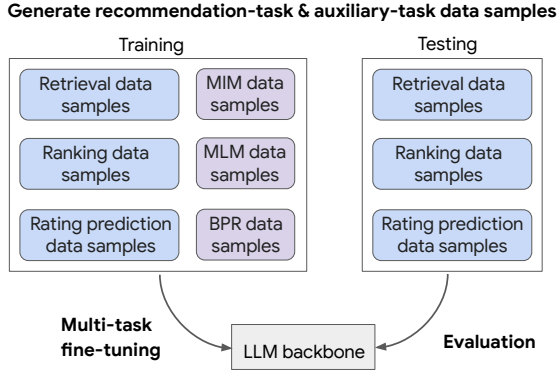 Generate recommendation-task & auxiliary-task data samples
Training
Testing
Retrieval data
samples
MIM data
samples
Retrieval data
samples
Ranking data
samples
MLM data
samples
Ranking data
samples
Rating prediction
data samples
BPR data
samples
Rating prediction
data samples
Multi-task
fine-tuning
LLM backbone
Evaluation